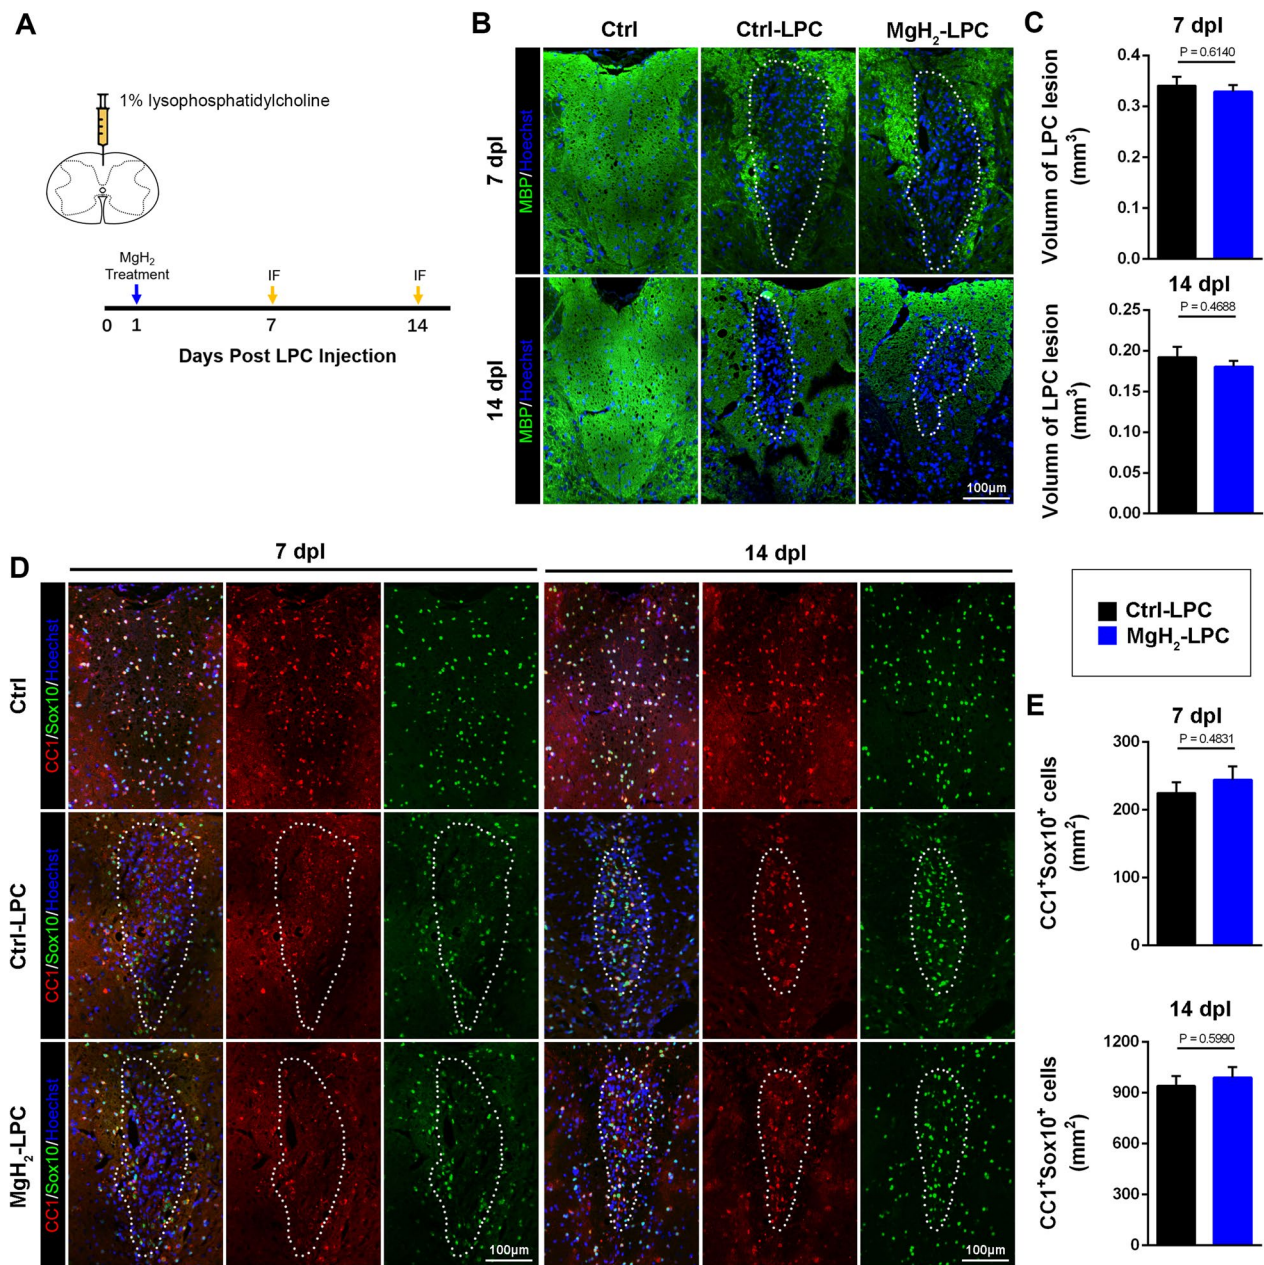 A
1% lysophosphatidylcholine
MgH2
Treatment
IF
IF
0
1
7
14
Days Post LPC Injection
B
Ctrl
Ctrl-LPC
MgH2-LPC
7 dpl
MBP/Hoechst
14 dpl
MBP/Hoechst
100μm
C
7 dpl
P = 0.6140
0.4
0.3
0.2
0.1
0.0
Volumn of LPC lesion
(mm3)
14 dpl
P = 0.4688
0.25
0.20
0.15
0.10
0.05
0.00
Volumn of LPC lesion
(mm3)
D
7 dpl
14 dpl
Ctrl
CC1/Sox10/Hoechst
Ctrl-LPC
CC1/Sox10/Hoechst
MgH2-LPC
CC1/Sox10/Hoechst
100μm
100μm
Ctrl-LPC
MgH2-LPC
E
7 dpl
P = 0.4831
300
200
100
0
CC1+Sox10+ cells
(mm2)
14 dpl
P = 0.5990
1200
900
600
300
0
CC1+Sox10+ cells
(mm2)